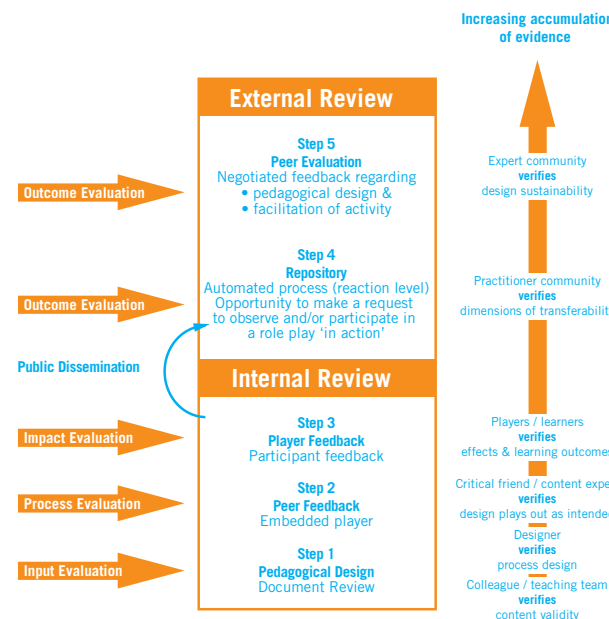 Increasing accumulation
of evidence
External Review
Step 5
Peer Evaluation
Negotiated feedback regarding
• pedagogical design &
• facilitation of activity
Outcome Evaluation
Expert community
verifies
design sustainability
Step 4
Repository
Automated process (reaction level)
Opportunity to make a request
to observe and/or participate in
a role play ‘in action’
Outcome Evaluation
Practitioner community
verifies
dimensions of transferabilit
Public Dissemination
Internal Review
Step 3
Player Feedback
Participant feedback
Impact Evaluation
Players / learners
verifies
effects & learning outcomes
Step 2
Peer Feedback
Embedded player
Process Evaluation
Critical friend / content expe
verifies
design plays out as intended
Step 1
Pedagogical Design
Document Review
Input Evaluation
Designer
verifies
process design
Colleague / teaching team
verifies
content validity